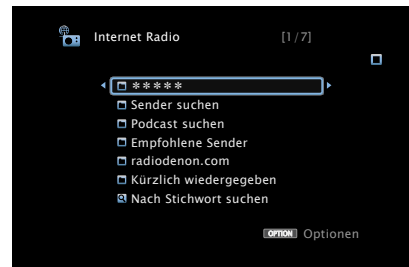 Internet Radio [1/7]
*****
Sender suchen
Podcast suchen
Empfohlene Sender
radiodenon.com
Kürzlich wiedergegeben
Nach Stichwort suchen
OPTION Optionen